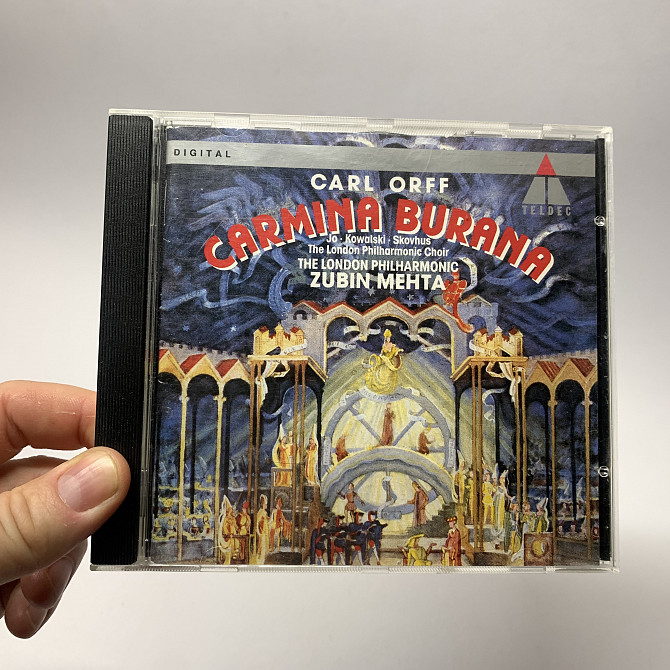 DIGITAL
CARL ORFF
CARMINA BURANA
Jo · Kowalski · Skovhus
The London Philharmonic Choir
THE LONDON PHILHARMONIC
ZUBIN MEHTA
TELDEC